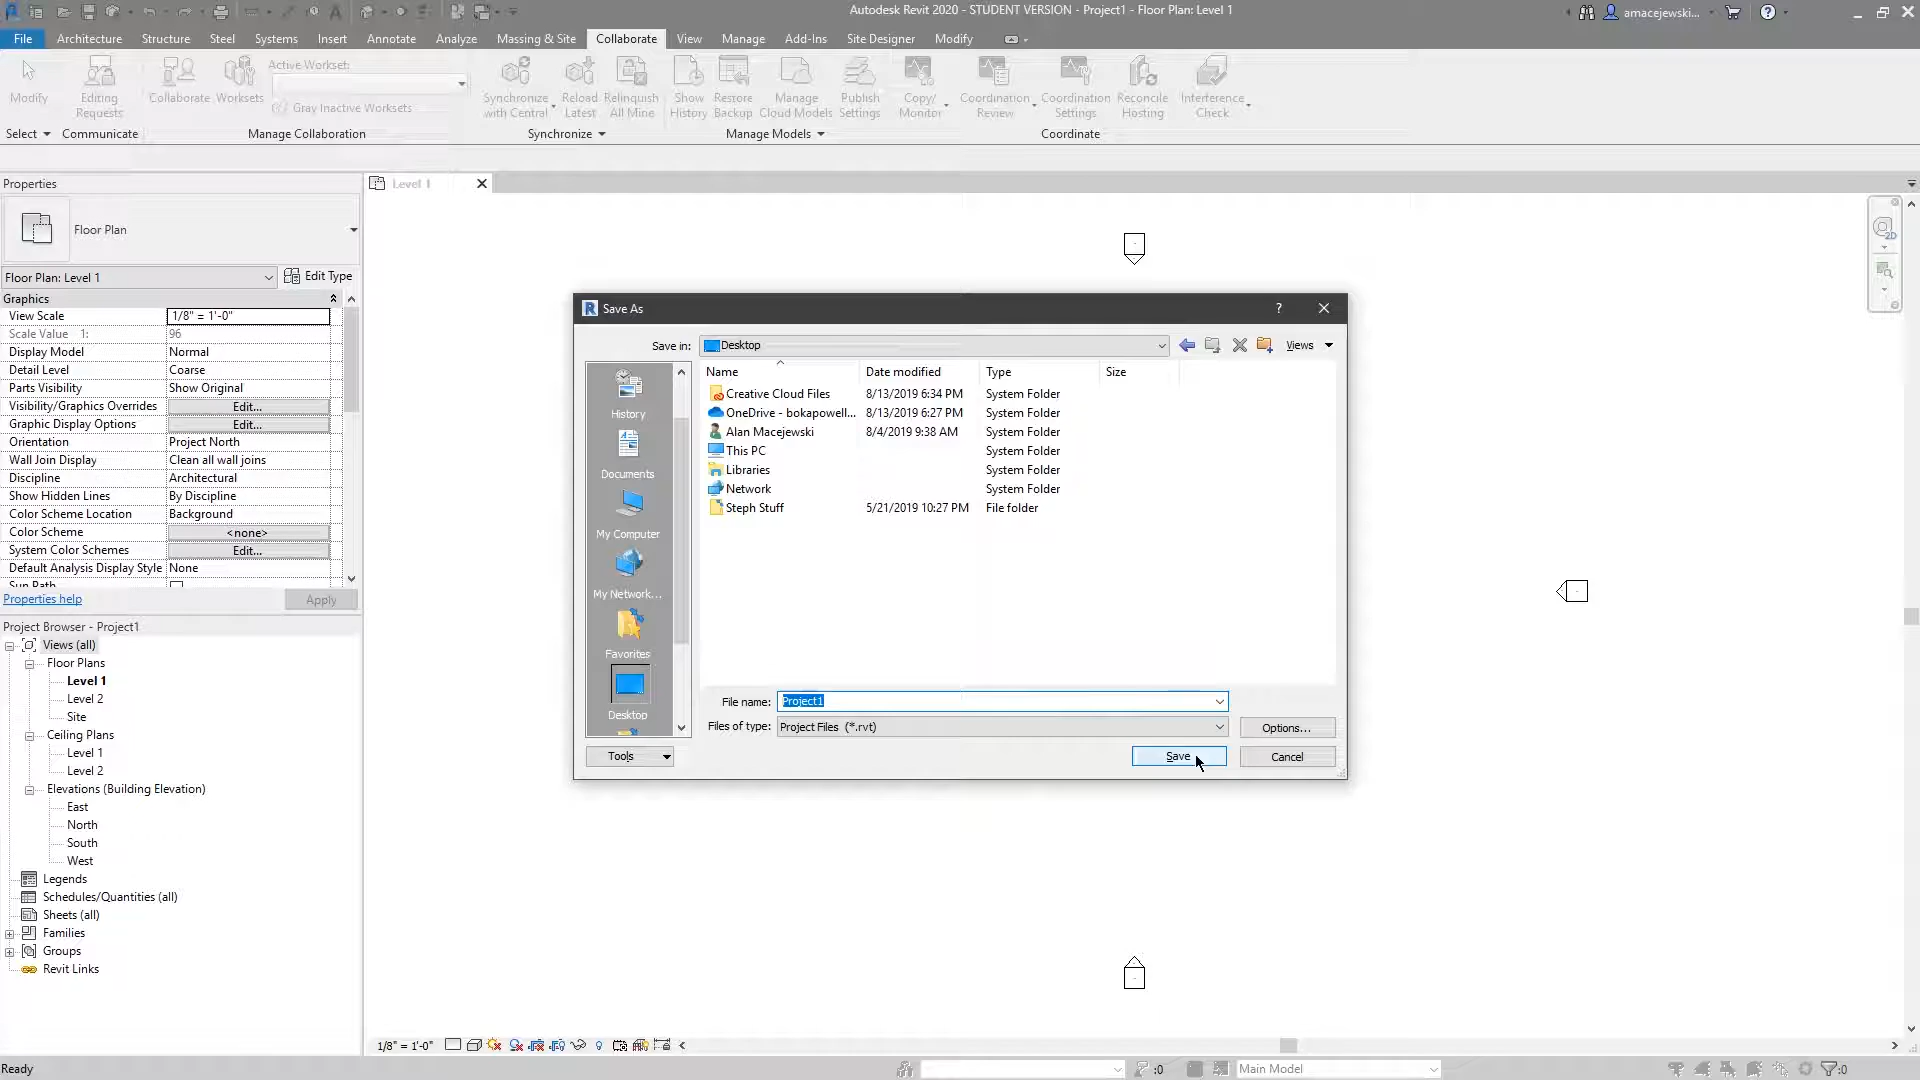 Autodesk Revit 2020 - STUDENT VERSION - Project1 - Floor Plan: Level 1
amacejewski...
File Architecture Structure Steel Systems Insert Annotate Analyze Massing & Site Collaborate View Manage Add-Ins Site Designer Modify
Modify
Editing Requests
Collaborate
Worksets
Active Workset:
Gray Inactive Worksets
Synchronize with Central
Reload Latest
Relinquish All Mine
Show History
Restore Backup
Manage Cloud Models
Publish Settings
Copy/ Monitor
Coordination Review
Coordination Settings
Reconcile Hosting
Interference Check
Select Communicate Manage Collaboration Synchronize Manage Models Coordinate
Properties
Level 1
Floor Plan
Floor Plan: Level 1 Edit Type
Graphics
View Scale 1/8" = 1'-0"
Scale Value 1: 96
Display Model Normal
Detail Level Coarse
Parts Visibility Show Original
Visibility/Graphics Overrides Edit...
Graphic Display Options Edit...
Orientation Project North
Wall Join Display Clean all wall joins
Discipline Architectural
Show Hidden Lines By Discipline
Color Scheme Location Background
Color Scheme <none>
System Color Schemes Edit...
Default Analysis Display Style None
Sun Path
Properties help Apply
Project Browser - Project1
Views (all)
Floor Plans
Level 1
Level 2
Site
Ceiling Plans
Level 1
Level 2
Elevations (Building Elevation)
East
North
South
West
Legends
Schedules/Quantities (all)
Sheets (all)
Families
Groups
Revit Links
Save As
Save in: Desktop Views
History
Documents
My Computer
My Network...
Favorites
Desktop
Name Date modified Type Size
Creative Cloud Files 8/13/2019 6:34 PM System Folder
OneDrive - bokapowell... 8/13/2019 6:27 PM System Folder
Alan Macejewski 8/4/2019 9:38 AM System Folder
This PC System Folder
Libraries System Folder
Network System Folder
Steph Stuff 5/21/2019 10:27 PM File folder
File name: Project1
Files of type: Project Files (*.rvt) Options...
Tools Save Cancel
2D
1/8" = 1'-0"
Ready
:0
Main Model
:0